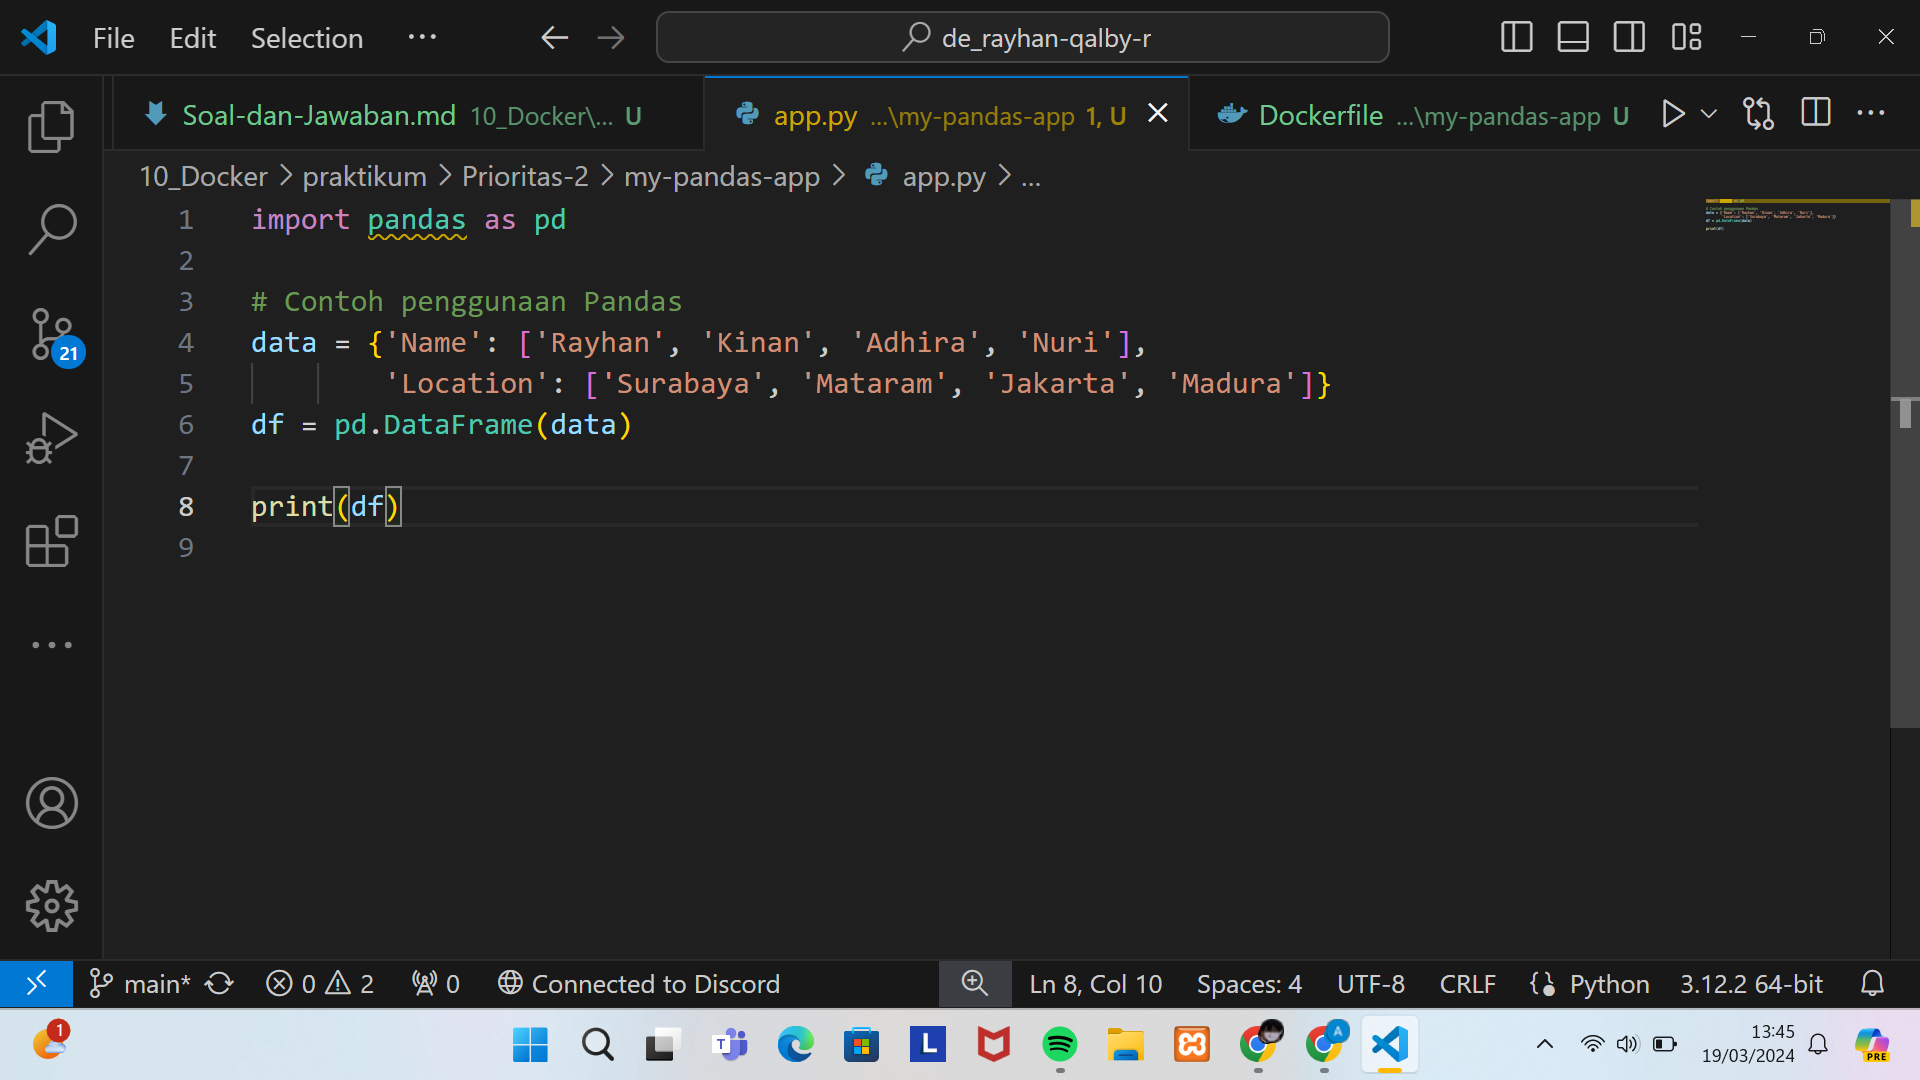 File Edit Selection ··· de_rayhan-qalby-r
Soal-dan-Jawaban.md 10_Docker\... U app.py ...\my-pandas-app 1, U Dockerfile ...\my-pandas-app U
10_Docker > praktikum > Prioritas-2 > my-pandas-app > app.py > ...
1 import pandas as pd
2
3 # Contoh penggunaan Pandas
4 data = {'Name': ['Rayhan', 'Kinan', 'Adhira', 'Nuri'],
5 'Location': ['Surabaya', 'Mataram', 'Jakarta', 'Madura']}
6 df = pd.DataFrame(data)
7
8 print(df)
9
21
main* 0 2 0 Connected to Discord Ln 8, Col 10 Spaces: 4 UTF-8 CRLF Python 3.12.2 64-bit
1 T L A 13:45
19/03/2024
PRE